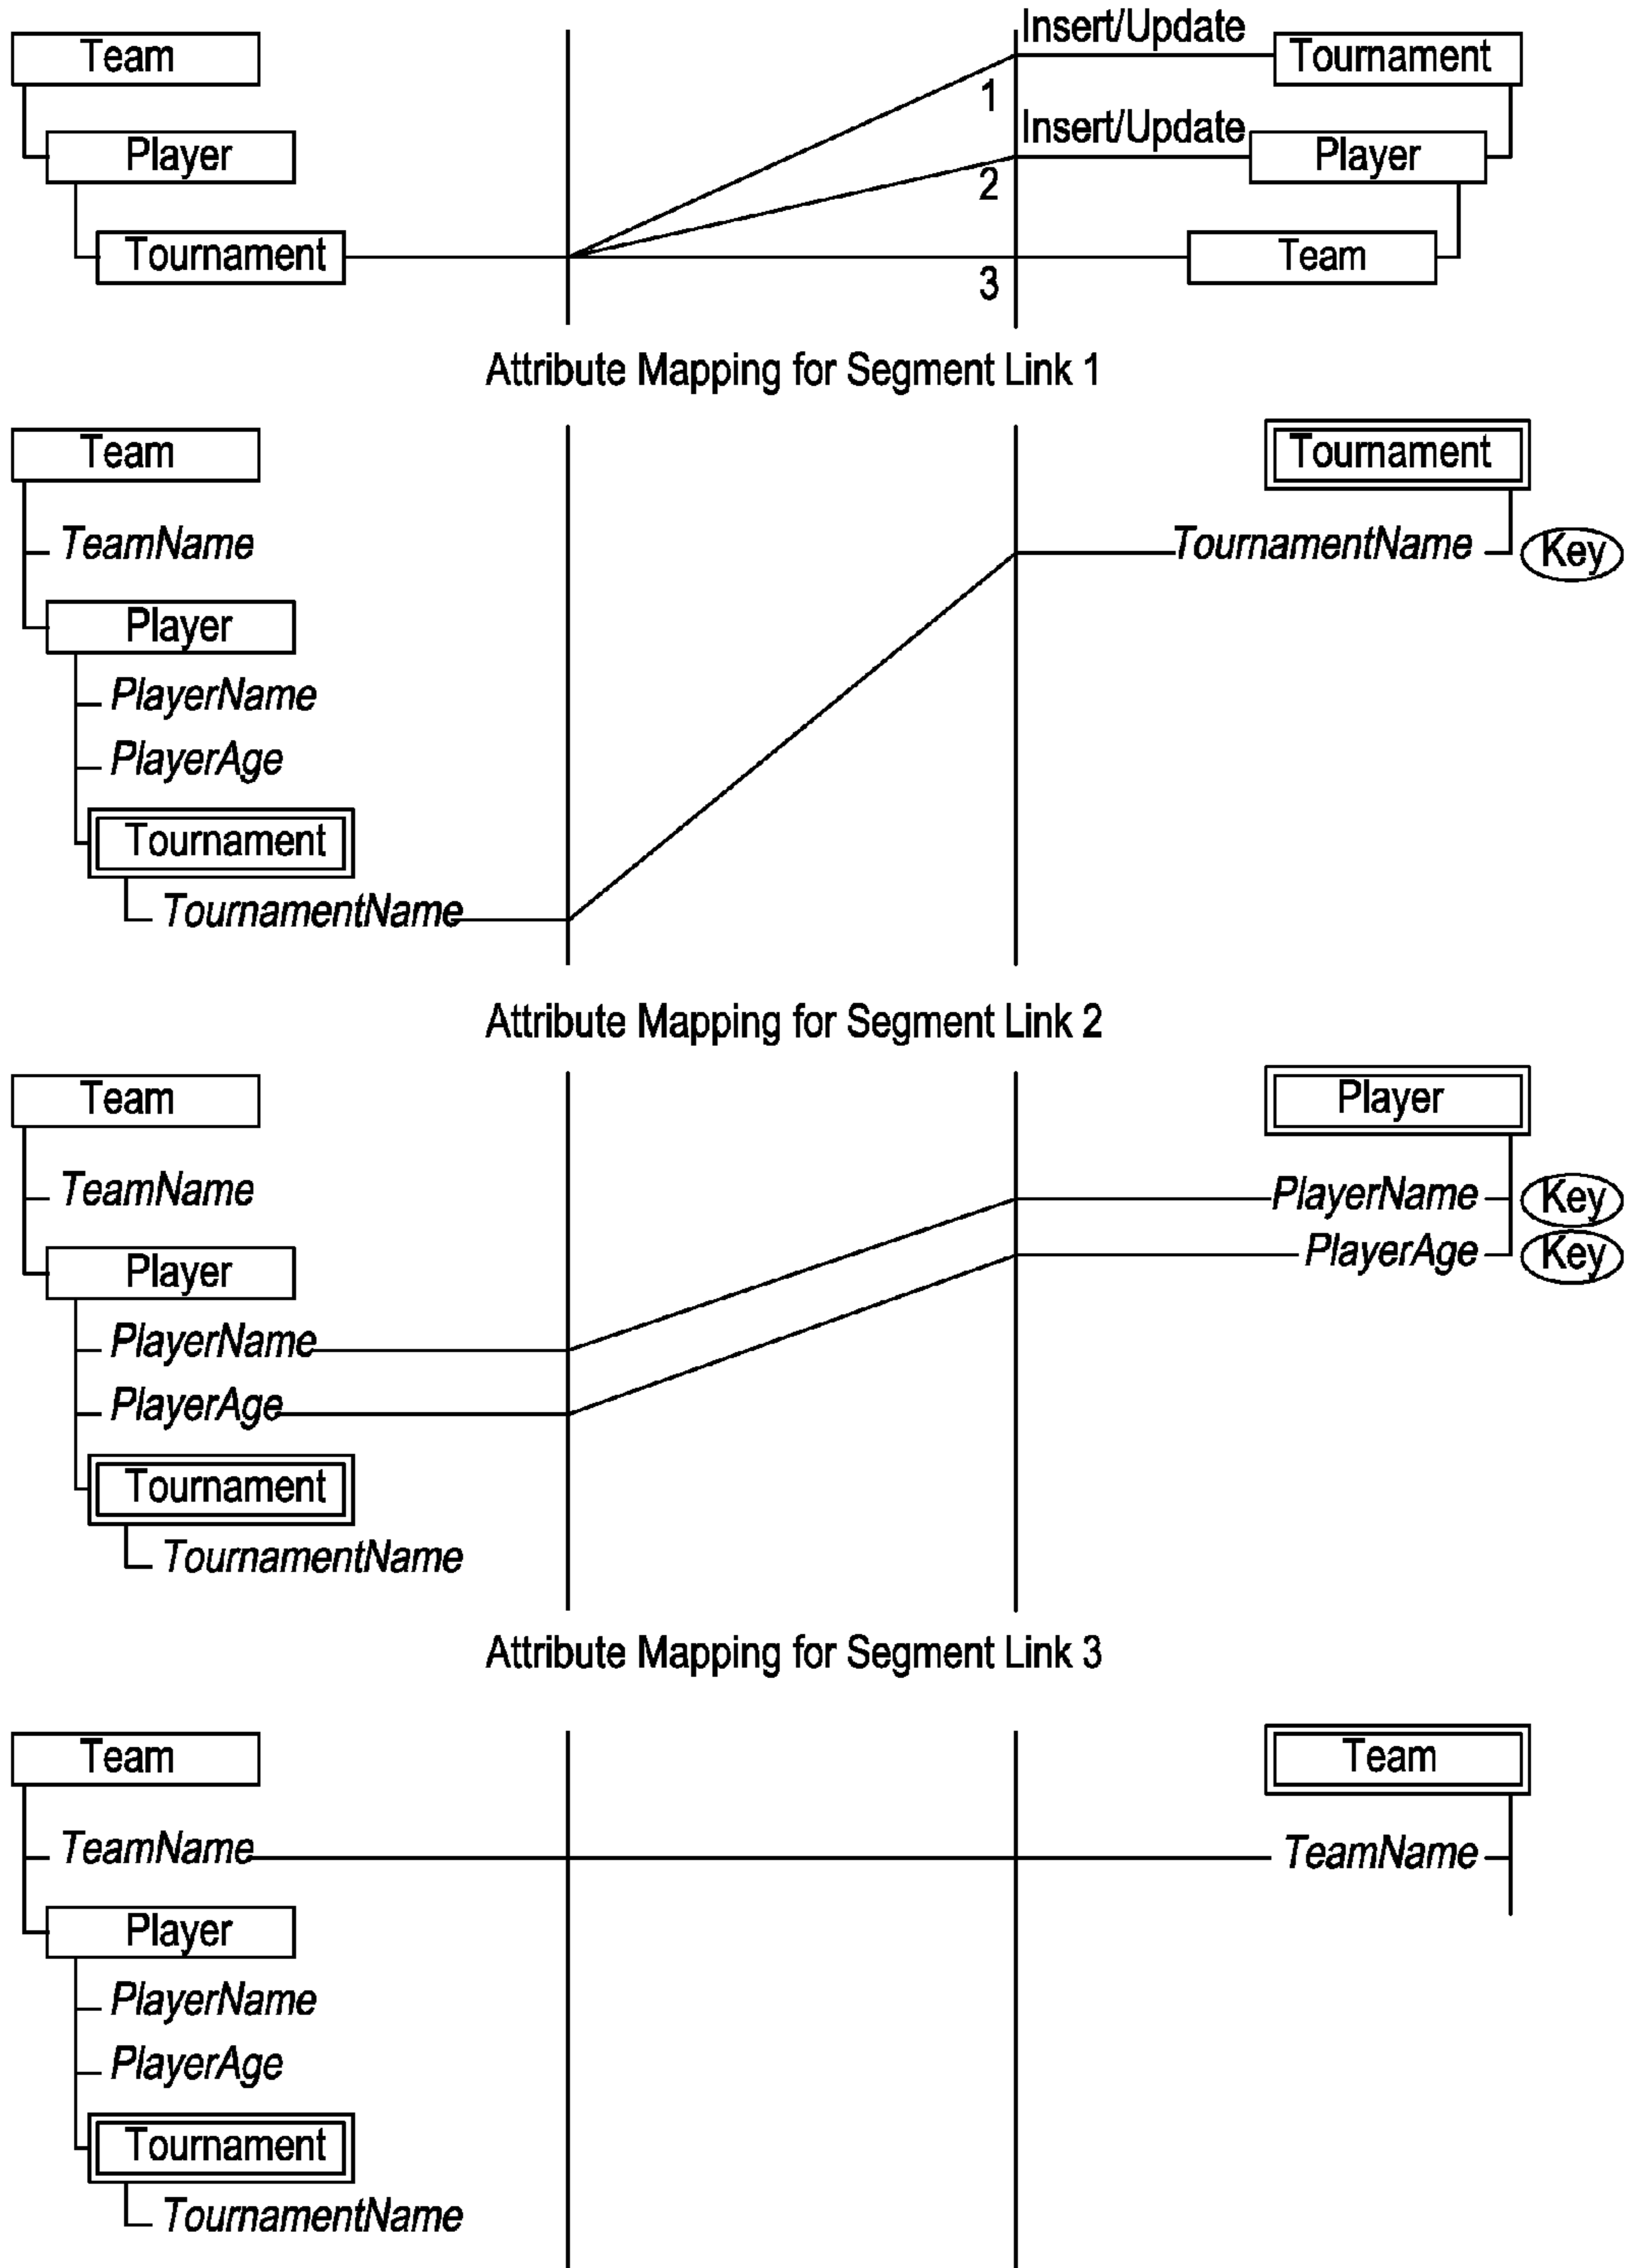 Insert/Update
Team Tournament
1
Insert/Update
Player Player
2
Tournament Team
3
Attribute Mapping for Segment Link 1
Team Tournament
TeamName TournamentName Key
Player
PlayerName
PlayerAge
Tournament
TournamentName
Attribute Mapping for Segment Link 2
Team Player
TeamName PlayerName Key
PlayerAge Key
Player
PlayerName
PlayerAge
Tournament
TournamentName
Attribute Mapping for Segment Link 3
Team Team
TeamName TeamName
Player
PlayerName
PlayerAge
Tournament
TournamentName